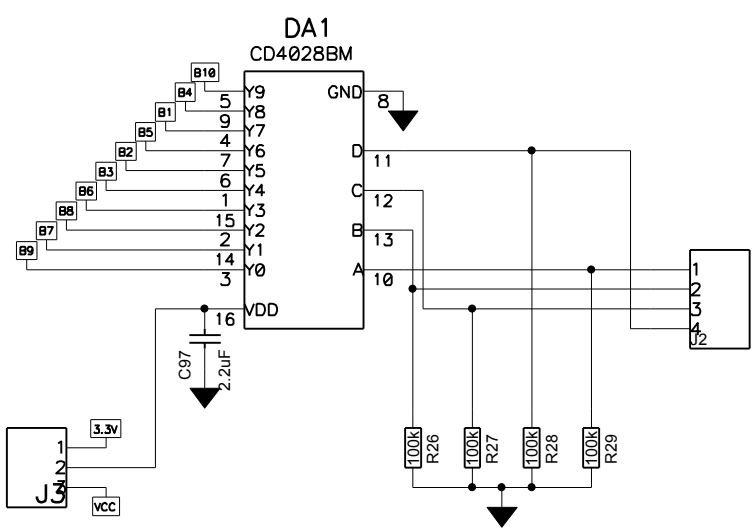 DA1
CD4028BM
B10
Y9
5
GND
8
B4
Y8
9
B1
Y7
4
B5
Y6
7
D
11
B2
Y5
6
B3
Y4
1
C
12
B6
Y3
15
B8
Y2
2
B
13
B7
Y1
14
B9
Y0
3
A
10
1
2
3
4
J2
VDD
16
C97
2.2uF
3.3V
1
2
3
J3
VCC
100k
R26
100k
R27
100k
R28
100k
R29